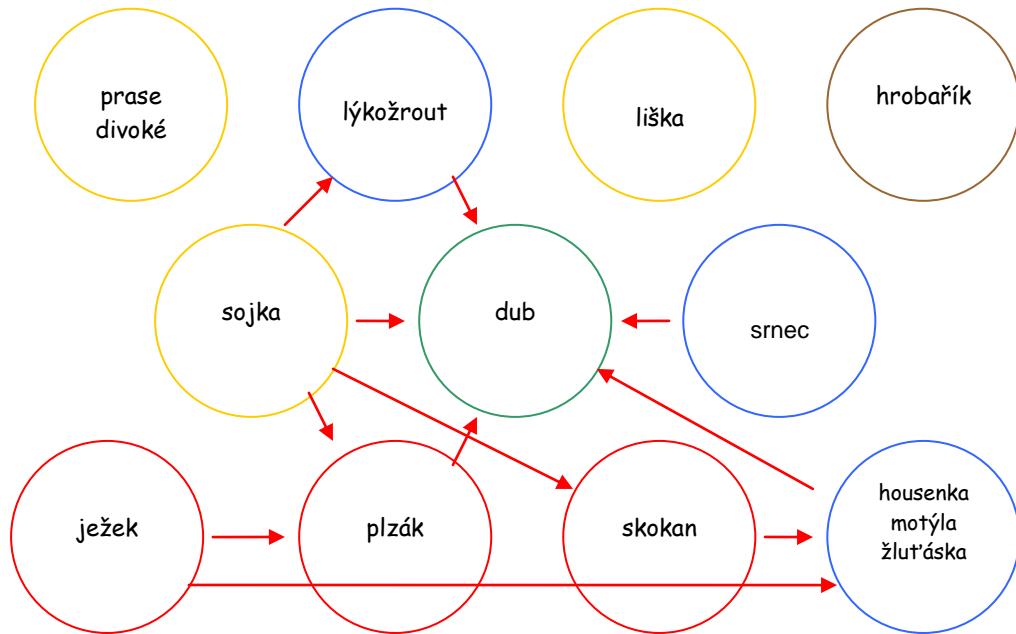 prase
divoké
lýkožrout
liška
hrobařík
sojka
dub
srnec
ježek
plzák
skokan
housenka
motýla
žluťáska